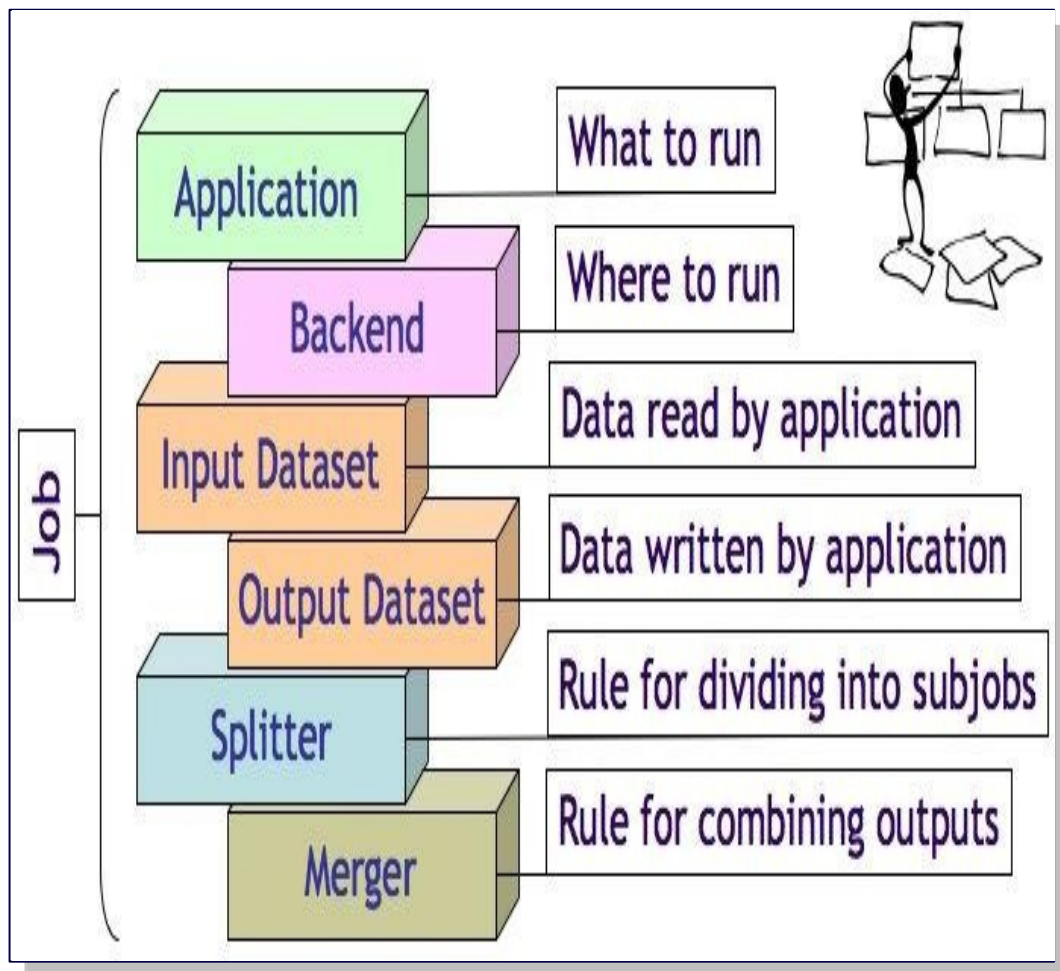 Job
Application
What to run
Backend
Where to run
Input Dataset
Data read by application
Output Dataset
Data written by application
Splitter
Rule for dividing into subjobs
Merger
Rule for combining outputs